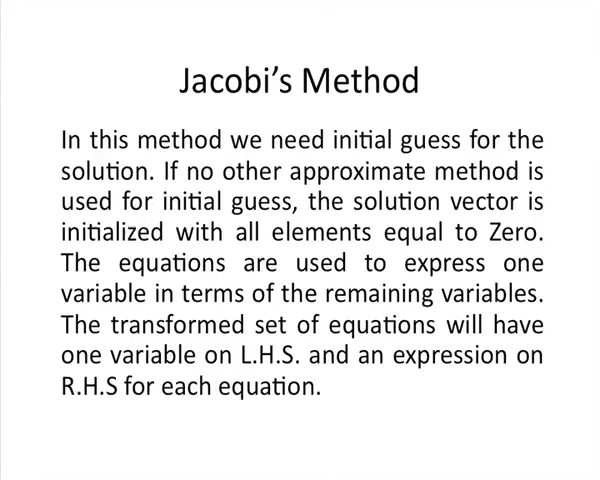 Jacobi’s Method
In this method we need initial guess for the
solution. If no other approximate method is
used for initial guess, the solution vector is
initialized with all elements equal to Zero.
The equations are used to express one
variable in terms of the remaining variables.
The transformed set of equations will have
one variable on L.H.S. and an expression on
R.H.S for each equation.